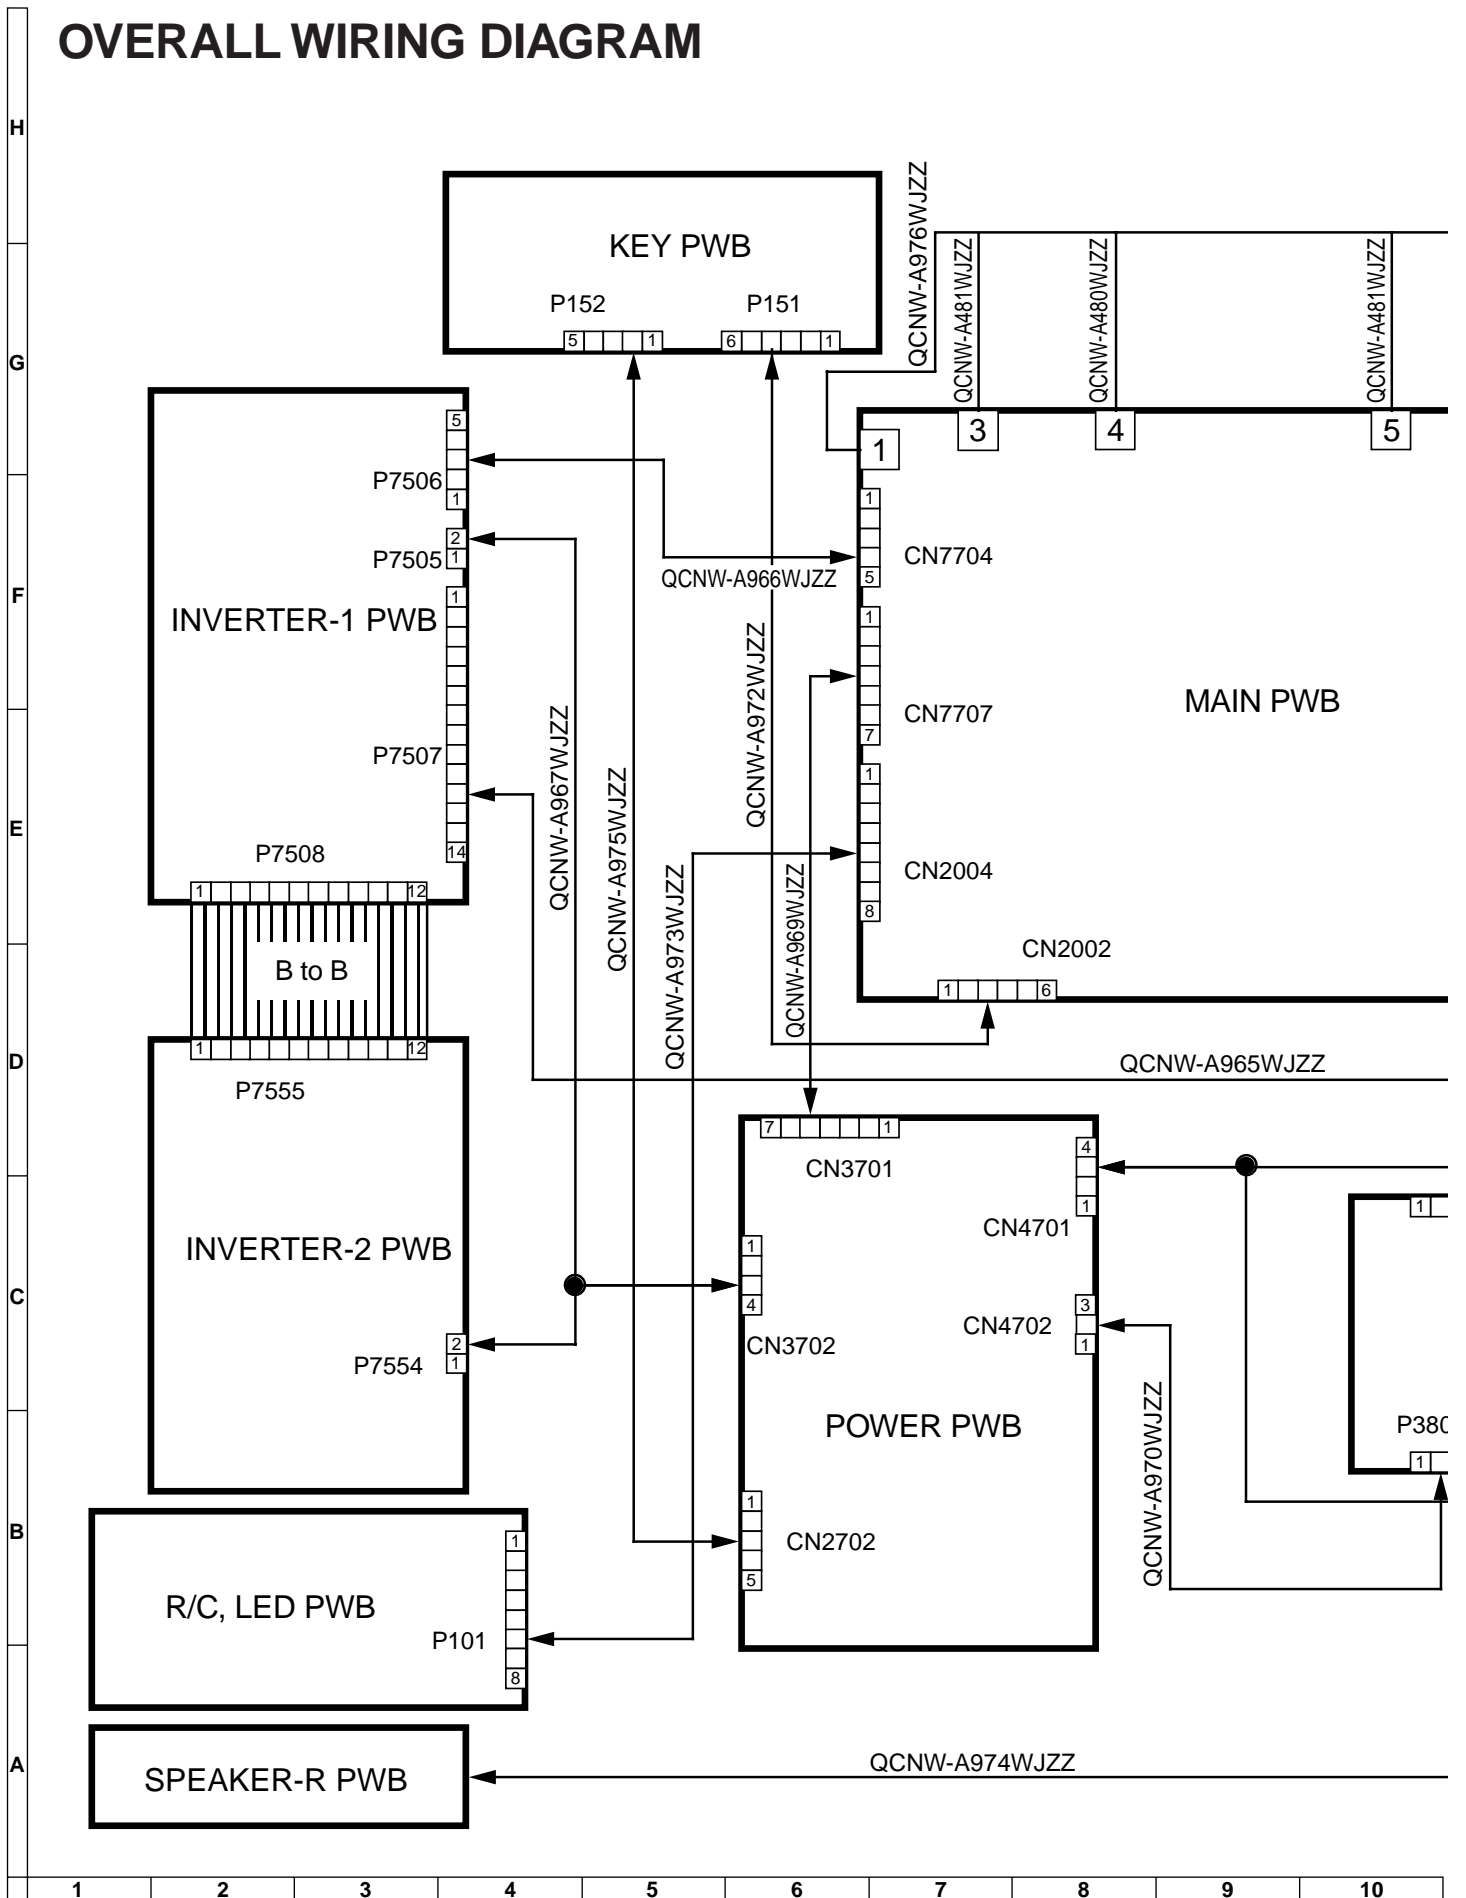 OVERALL WIRING DIAGRAM
H
G
F
E
D
C
B
A
KEY PWB
P152
P151
5 1
6 1
QCNW-A976WJZZ
QCNW-A481WJZZ
QCNW-A480WJZZ
QCNW-A481WJZZ
1
3
4
5
5
P7506
1
2
P7505
1
1
INVERTER-1 PWB
P7507
14
P7508
1 12
B to B
1 12
P7555
INVERTER-2 PWB
2
P7554
1
QCNW-A966WJZZ
QCNW-A967WJZZ
QCNW-A975WJZZ
QCNW-A973WJZZ
QCNW-A972WJZZ
QCNW-A969WJZZ
1
CN7704
5
1
CN7707
7
1
CN2004
8
MAIN PWB
CN2002
1 6
QCNW-A965WJZZ
7 1
CN3701
4
1
CN4701
1
4
CN3702
3
CN4702
1
POWER PWB
1
CN2702
5
QCNW-A970WJZZ
1
P380
1
1
R/C, LED PWB
P101
8
SPEAKER-R PWB
QCNW-A974WJZZ
1 2 3 4 5 6 7 8 9 10